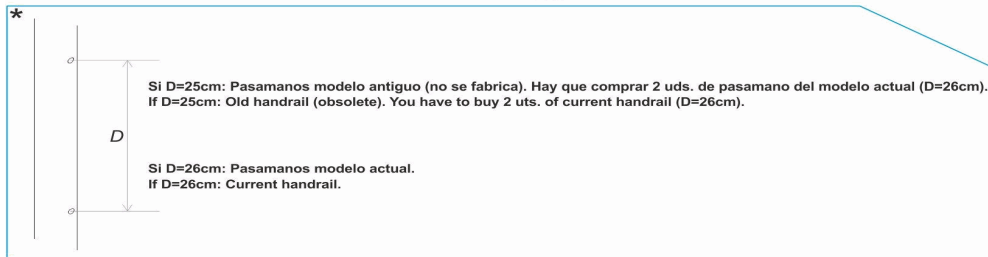 *
Si D=25cm: Pasamanos modelo antiguo (no se fabrica). Hay que comprar 2 uds. de pasamano del modelo actual (D=26cm).
If D=25cm: Old handrail (obsolete). You have to buy 2 uts. of current handrail (D=26cm).
D
Si D=26cm: Pasamanos modelo actual.
If D=26cm: Current handrail.